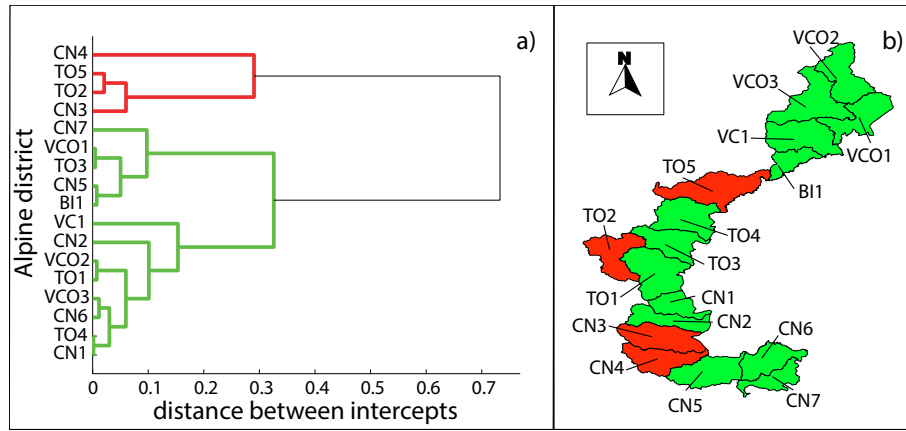 a)
Alpine district
CN4
TO5
TO2
CN3
CN7
VCO1
TO3
CN5
BI1
VC1
CN2
VCO2
TO1
VCO3
CN6
TO4
CN1
0 0.1 0.2 0.3 0.4 0.5 0.6 0.7
distance between intercepts
b)
N
VCO2
VCO3
VC1
VCO1
TO5
BI1
TO2
TO4
TO3
TO1
CN1
CN3
CN2
CN6
CN4
CN5
CN7